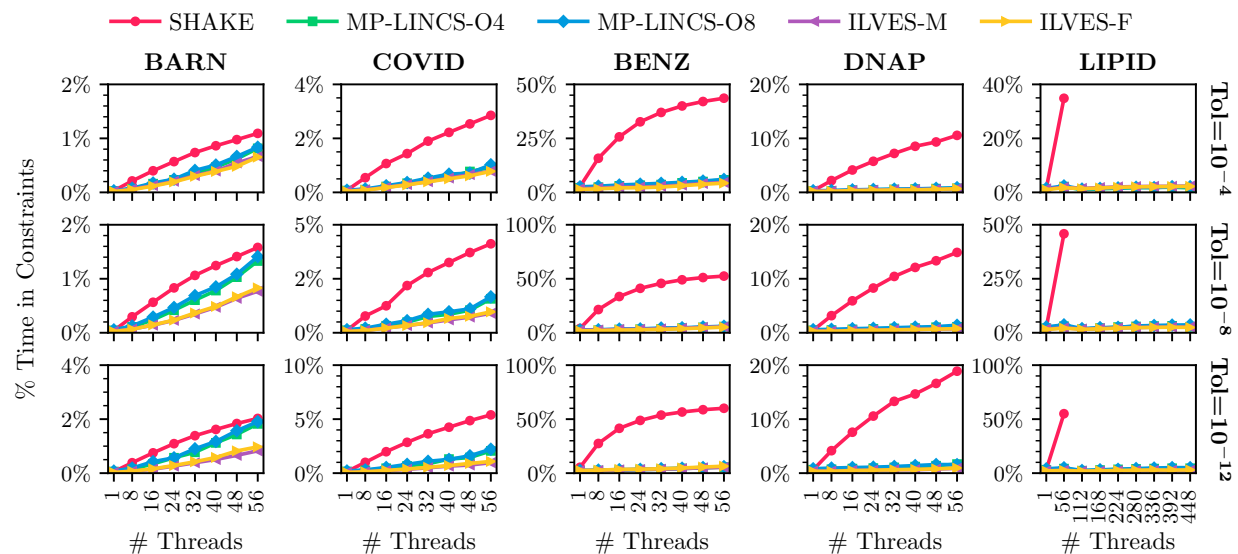 SHAKE MP-LINCS-O4 MP-LINCS-O8 ILVES-M ILVES-F
BARN COVID BENZ DNAP LIPID
% Time in Constraints
2% 4% 50% 20% 40%
1% 2% 25% 10% 20%
0% 0% 0% 0% 0%
Tol=10⁻⁴
2% 5% 100% 20% 50%
1% 2% 50% 10% 25%
0% 0% 0% 0% 0%
Tol=10⁻⁸
4% 10% 100% 20% 100%
2% 5% 50% 10% 50%
0% 0% 0% 0% 0%
Tol=10⁻¹²
1 8 16 24 32 40 48 56 1 8 16 24 32 40 48 56 1 8 16 24 32 40 48 56 1 8 16 24 32 40 48 56 1 56 112 168 224 280 336 392 448
# Threads # Threads # Threads # Threads # Threads